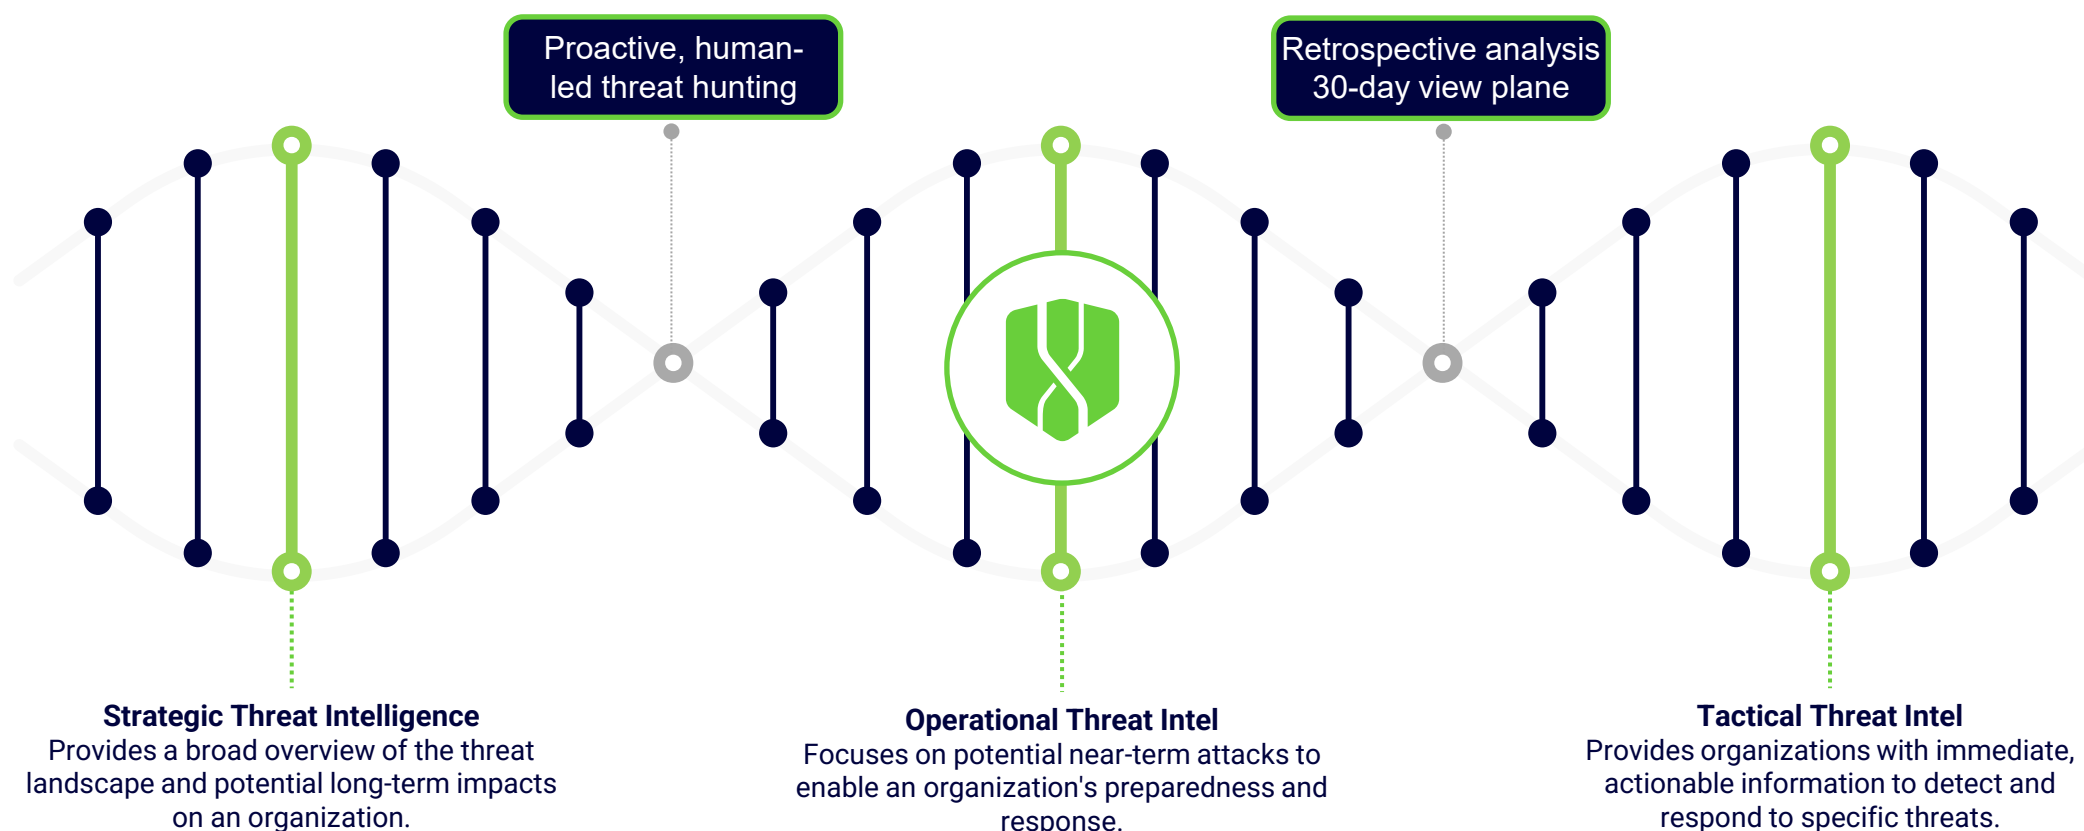 Proactive, human-
led threat hunting
Retrospective analysis
30-day view plane
Strategic Threat Intelligence
Provides a broad overview of the threat
landscape and potential long-term impacts
on an organization.
Operational Threat Intel
Focuses on potential near-term attacks to
enable an organization's preparedness and
response.
Tactical Threat Intel
Provides organizations with immediate,
actionable information to detect and
respond to specific threats.